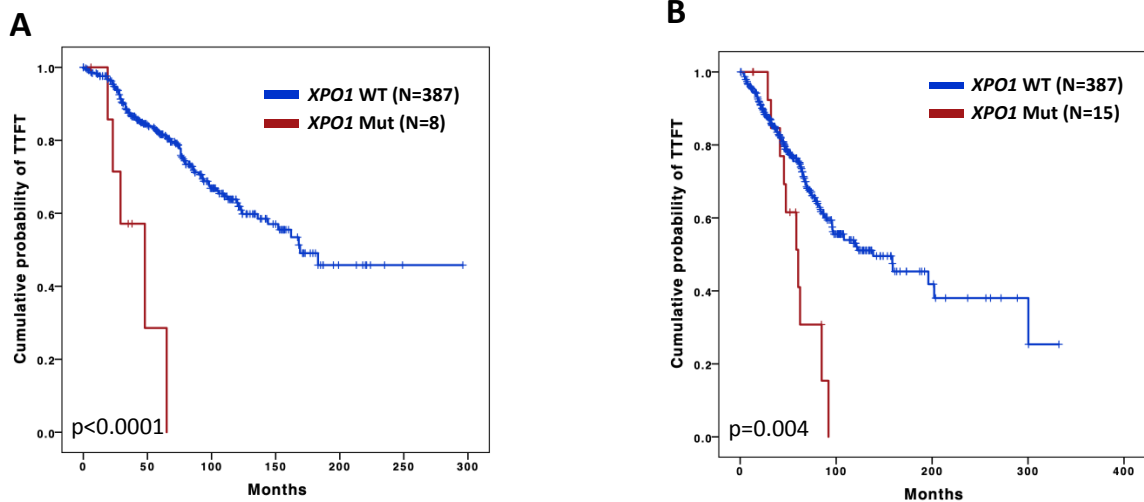 A
Cumulative probability of TTFT
1.0
0.8
0.6
0.4
0.2
0.0
XPO1 WT (N=387)
XPO1 Mut (N=8)
p<0.0001
0 50 100 150 200 250 300
Months
B
Cumulative probability of TTFT
1.0
0.8
0.6
0.4
0.2
0.0
XPO1 WT (N=387)
XPO1 Mut (N=15)
p=0.004
0 100 200 300 400
Months